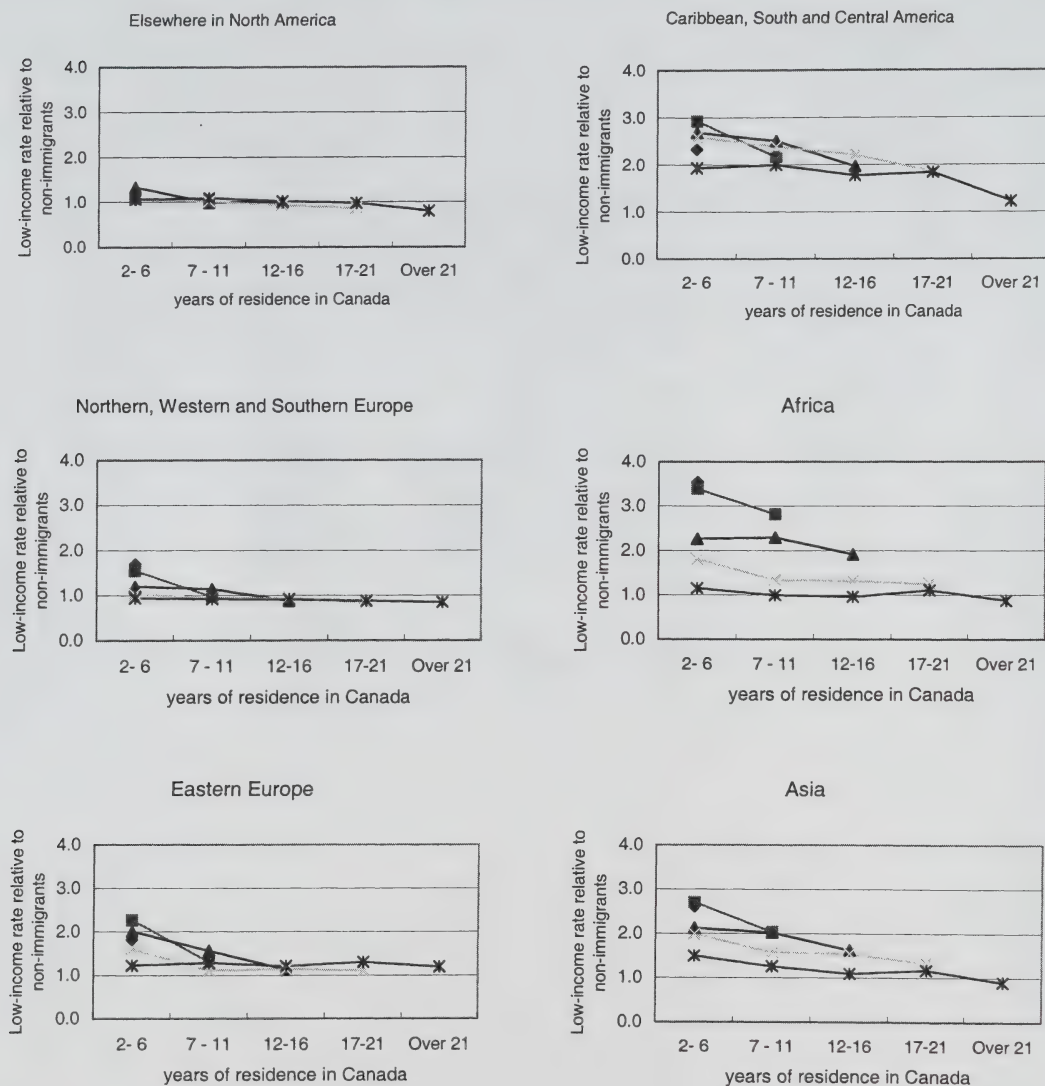 Elsewhere in North America
Low-income rate relative to
non-immigrants
4.0
3.0
2.0
1.0
0.0
2- 6 7 - 11 12-16 17-21 Over 21
years of residence in Canada
Caribbean, South and Central America
Low-income rate relative to
non-immigrants
4.0
3.0
2.0
1.0
0.0
2- 6 7 - 11 12-16 17-21 Over 21
years of residence in Canada
Northern, Western and Southern Europe
Low-income rate relative to
non-immigrants
4.0
3.0
2.0
1.0
0.0
2- 6 7 - 11 12-16 17-21 Over 21
years of residence in Canada
Africa
Low-income rate relative to
non-immigrants
4.0
3.0
2.0
1.0
0.0
2- 6 7 - 11 12-16 17-21 Over 21
years of residence in Canada
Eastern Europe
Low-income rate relative to
non-immigrants
4.0
3.0
2.0
1.0
0.0
2- 6 7 - 11 12-16 17-21 Over 21
years of residence in Canada
Asia
Low-income rate relative to
non-immigrants
4.0
3.0
2.0
1.0
0.0
2- 6 7 - 11 12-16 17-21 Over 21
years of residence in Canada